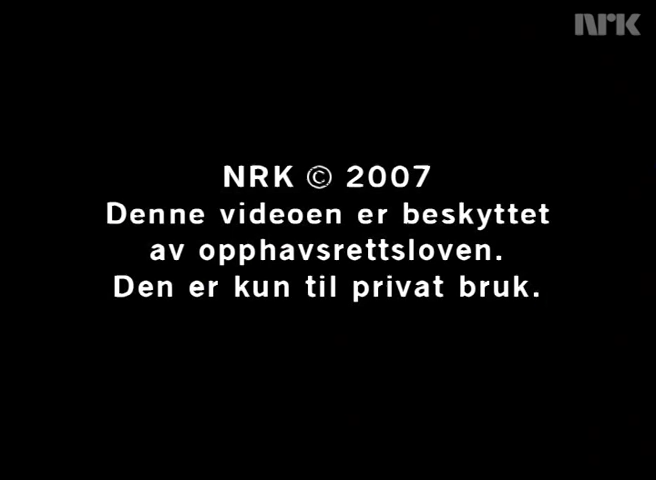 NRK
NRK © 2007
Denne videoen er beskyttet
av opphavsrettsloven.
Den er kun til privat bruk.